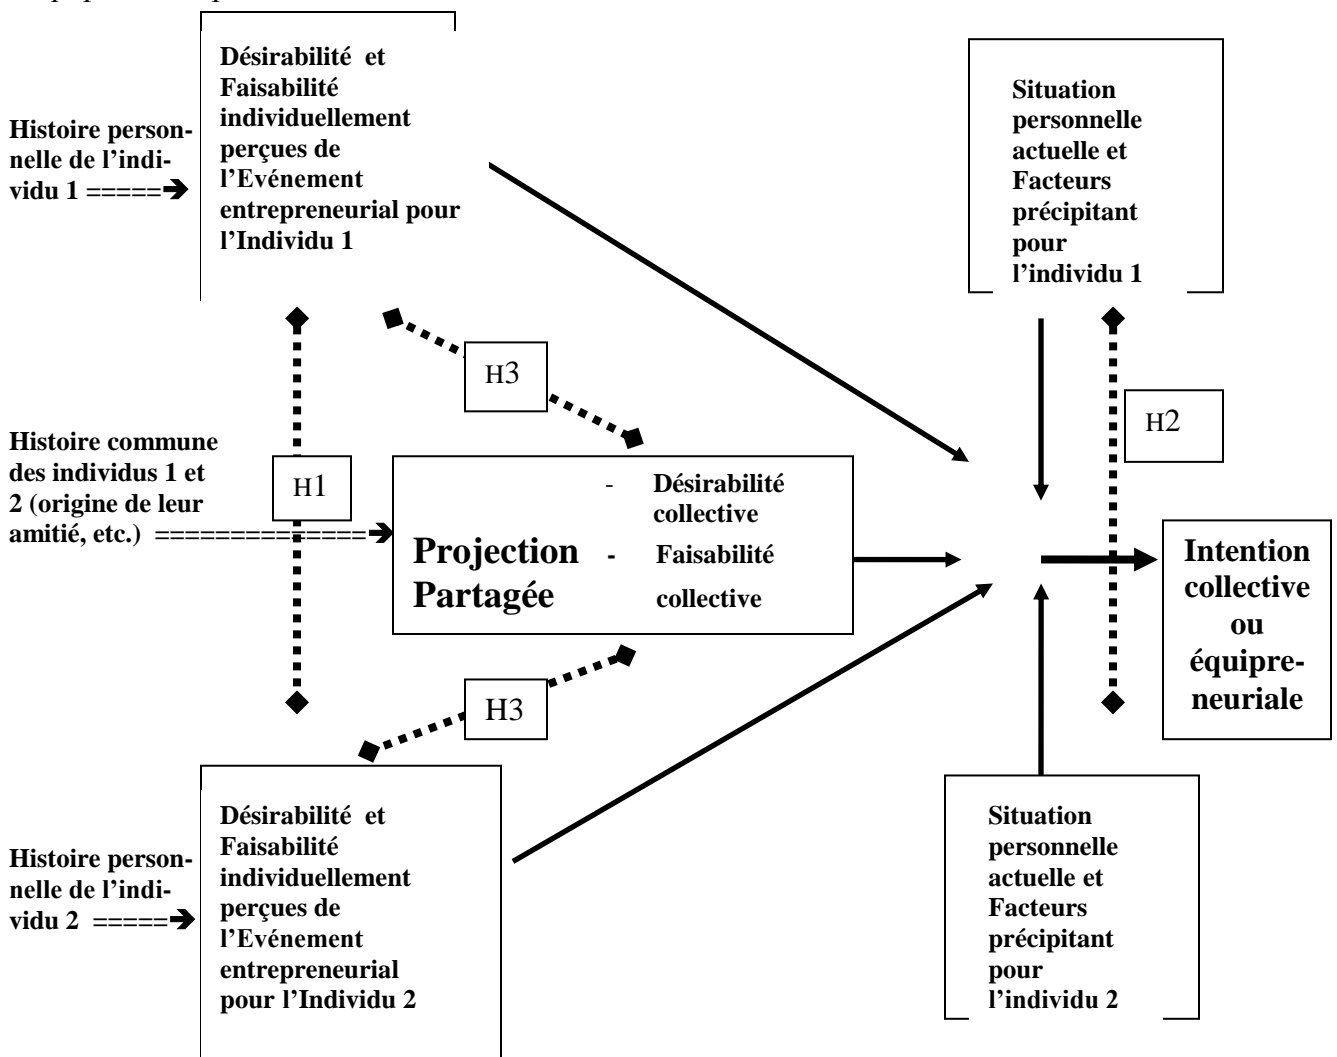 Désirabilité et
Faisabilité
individuellement
perçues de
l’Evénement
entrepreneurial pour
l’Individu 1
Situation
personnelle
actuelle et
Facteurs
précipitant
pour
l’individu 1
Histoire person-
nelle de l’indi-
vidu 1 =====➔
H3
H2
Histoire commune
des individus 1 et
2 (origine de leur
amitié, etc.) ===============➔
H1
Projection
Partagée
- Désirabilité
collective
- Faisabilité
collective
Intention
collective
ou
équipre-
neuriale
H3
Histoire person-
nelle de l’indi-
vidu 2 =====➔
Désirabilité et
Faisabilité
individuellement
perçues de
l’Evénement
entrepreneurial
pour l’Individu 2
Situation
personnelle
actuelle et
Facteurs
précipitant
pour
l’individu 2